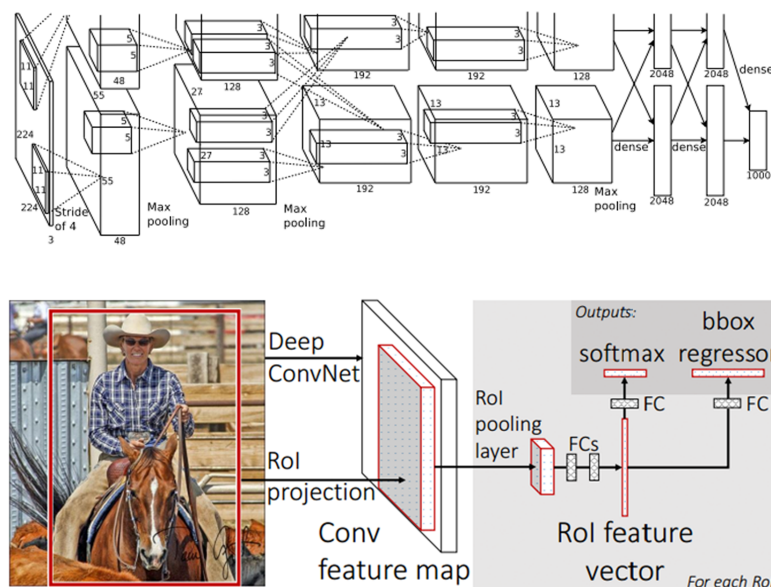 11
11
5
5
48
3
3
3
128
3
3
192
3
3
192
3
128
2048
2048
dense
224
55
27
13
13
13
5
5
3
3
3
3
3
3
11
11
55
27
13
13
13
dense
dense
1000
224
Stride
of 4
Max
pooling
128
Max
pooling
192
192
128
Max
pooling
2048
2048
3
48
Outputs:
bbox
softmax
regressor
Deep
ConvNet
RoI
pooling
layer
FC
FC
FCs
RoI
projection
Conv
feature map
RoI feature
vector
For each RoI